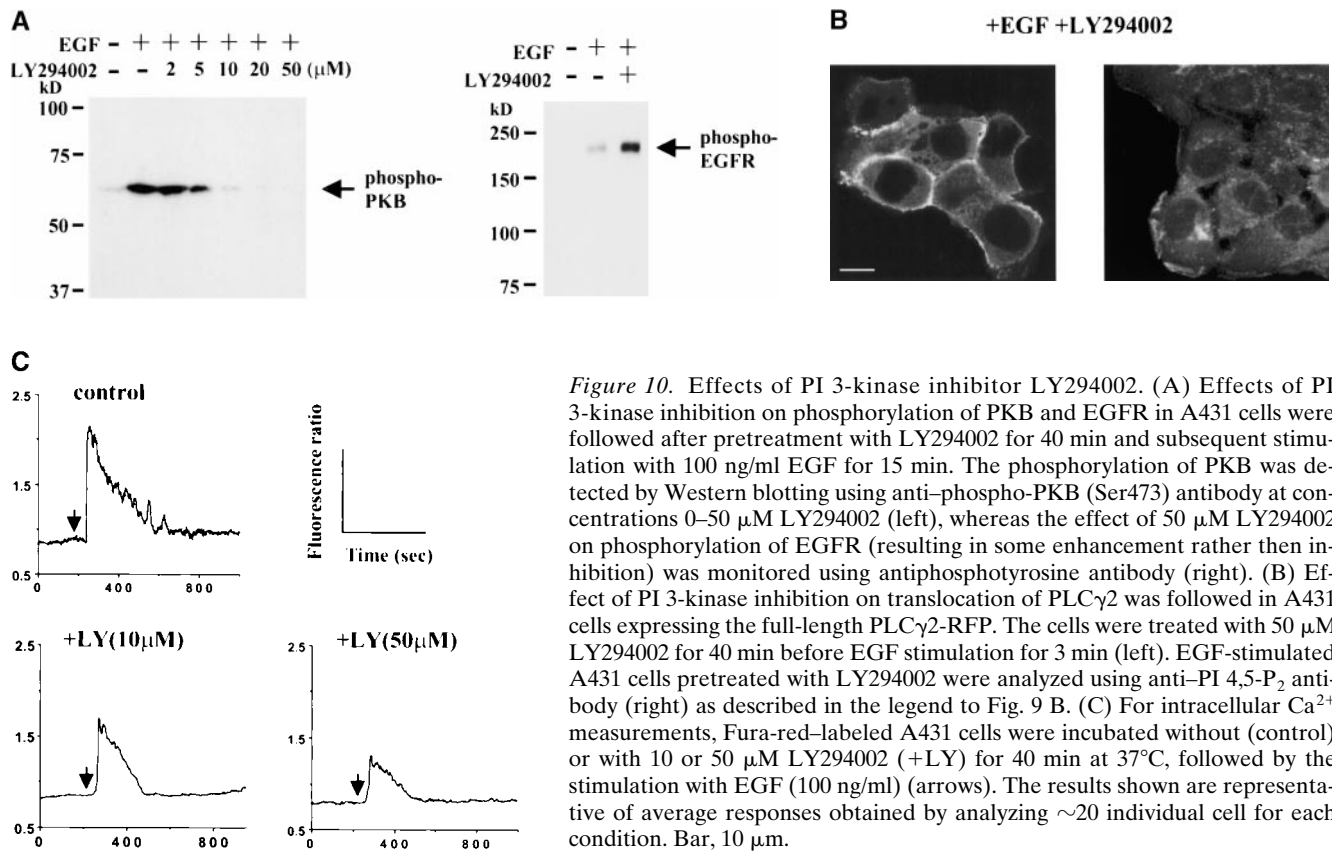 A
EGF - + + + + + +
LY294002 - - 2 5 10 20 50 (μM)
kD
100
75
50
37
phospho-
PKB
EGF - + +
LY294002 - - +
kD
250
150
100
75
phospho-
EGFR
B
+EGF +LY294002
C
control
2.5
1.5
0.5
0 400 800
Fluorescence ratio
Time (sec)
+LY(10μM)
2.5
1.5
0.5
0 400 800
+LY(50μM)
2.5
1.5
0.5
0 400 800
Figure 10. Effects of PI 3-kinase inhibitor LY294002. (A) Effects of PI
3-kinase inhibition on phosphorylation of PKB and EGFR in A431 cells were
followed after pretreatment with LY294002 for 40 min and subsequent stimu-
lation with 100 ng/ml EGF for 15 min. The phosphorylation of PKB was de-
tected by Western blotting using anti–phospho-PKB (Ser473) antibody at con-
centrations 0–50 μM LY294002 (left), whereas the effect of 50 μM LY294002
on phosphorylation of EGFR (resulting in some enhancement rather then in-
hibition) was monitored using antiphosphotyrosine antibody (right). (B) Ef-
fect of PI 3-kinase inhibition on translocation of PLCγ2 was followed in A431
cells expressing the full-length PLCγ2-RFP. The cells were treated with 50 μM
LY294002 for 40 min before EGF stimulation for 3 min (left). EGF-stimulated
A431 cells pretreated with LY294002 were analyzed using anti–PI 4,5-P₂ anti-
body (right) as described in the legend to Fig. 9 B. (C) For intracellular Ca²⁺
measurements, Fura-red–labeled A431 cells were incubated without (control)
or with 10 or 50 μM LY294002 (+LY) for 40 min at 37°C, followed by the
stimulation with EGF (100 ng/ml) (arrows). The results shown are representa-
tive of average responses obtained by analyzing ~20 individual cell for each
condition. Bar, 10 μm.